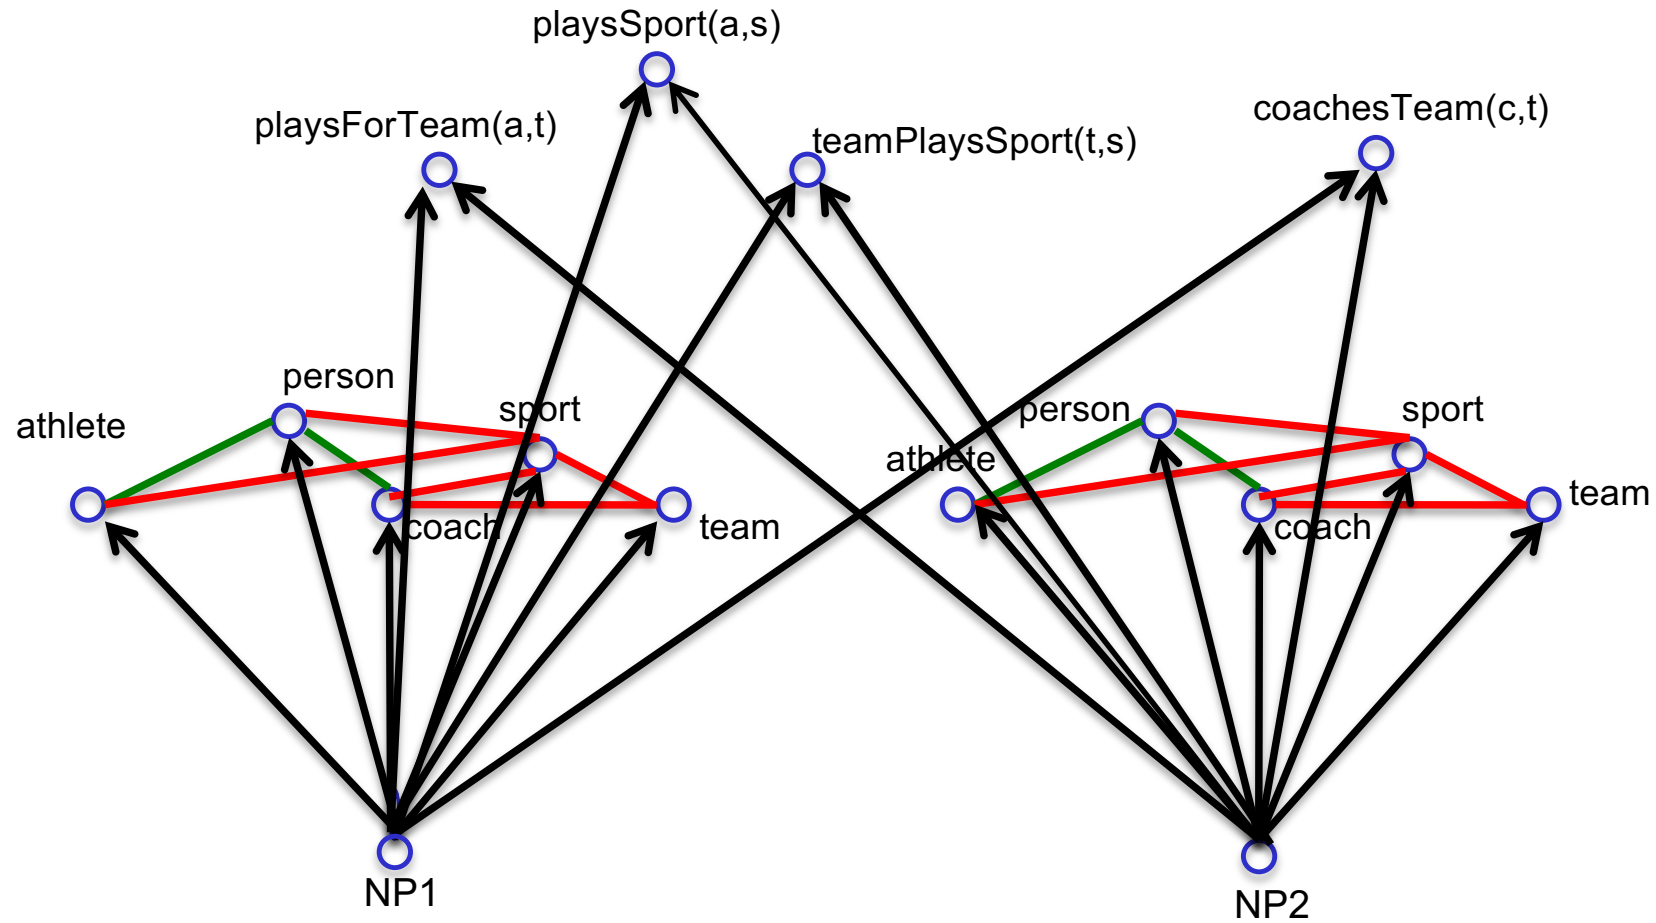 playsSport(a,s)
playsForTeam(a,t)
teamPlaysSport(t,s)
coachesTeam(c,t)
person
athlete
sport
coach
team
person
athlete
sport
coach
team
NP1
NP2